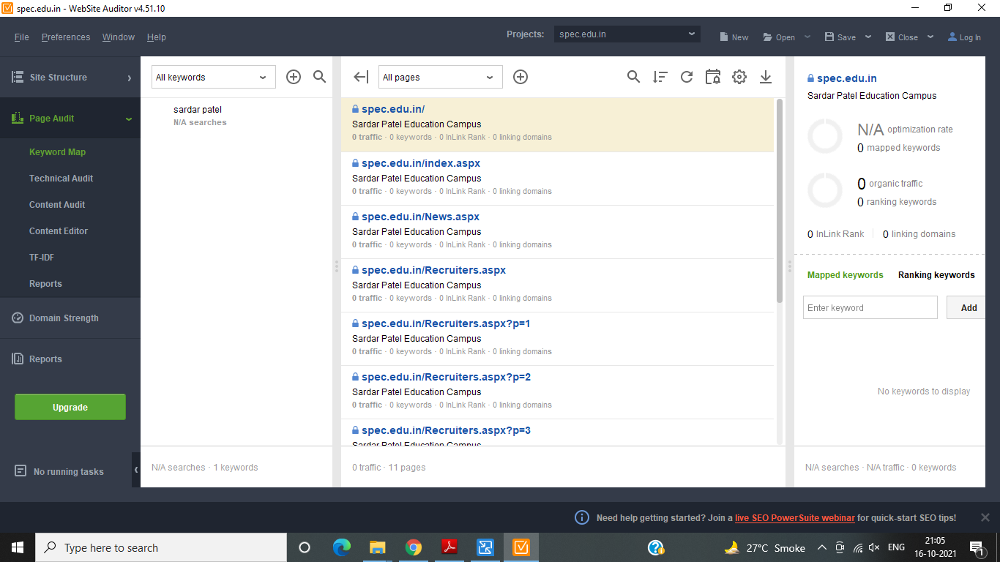 spec.edu.in - WebSite Auditor v4.51.10
File Preferences Window Help
Projects: spec.edu.in
New Open Save Close Log In
Site Structure
Page Audit
Keyword Map
Technical Audit
Content Audit
Content Editor
TF-IDF
Reports
Domain Strength
Reports
Upgrade
No running tasks
All keywords
sardar patel
N/A searches
N/A searches · 1 keywords
All pages
spec.edu.in/
Sardar Patel Education Campus
0 traffic · 0 keywords · 0 InLink Rank · 0 linking domains
spec.edu.in/index.aspx
Sardar Patel Education Campus
0 traffic · 0 keywords · 0 InLink Rank · 0 linking domains
spec.edu.in/News.aspx
Sardar Patel Education Campus
0 traffic · 0 keywords · 0 InLink Rank · 0 linking domains
spec.edu.in/Recruiters.aspx
Sardar Patel Education Campus
0 traffic · 0 keywords · 0 InLink Rank · 0 linking domains
spec.edu.in/Recruiters.aspx?p=1
Sardar Patel Education Campus
0 traffic · 0 keywords · 0 InLink Rank · 0 linking domains
spec.edu.in/Recruiters.aspx?p=2
Sardar Patel Education Campus
0 traffic · 0 keywords · 0 InLink Rank · 0 linking domains
spec.edu.in/Recruiters.aspx?p=3
Sardar Patel Education Campus
0 traffic · 11 pages
spec.edu.in
Sardar Patel Education Campus
N/A optimization rate
0 mapped keywords
0 organic traffic
0 ranking keywords
0 InLink Rank 0 linking domains
Mapped keywords Ranking keywords
Enter keyword Add
No keywords to display
N/A searches · N/A traffic · 0 keywords
Need help getting started? Join a live SEO PowerSuite webinar for quick-start SEO tips!
Type here to search
27°C Smoke
ENG
21:05
16-10-2021
1